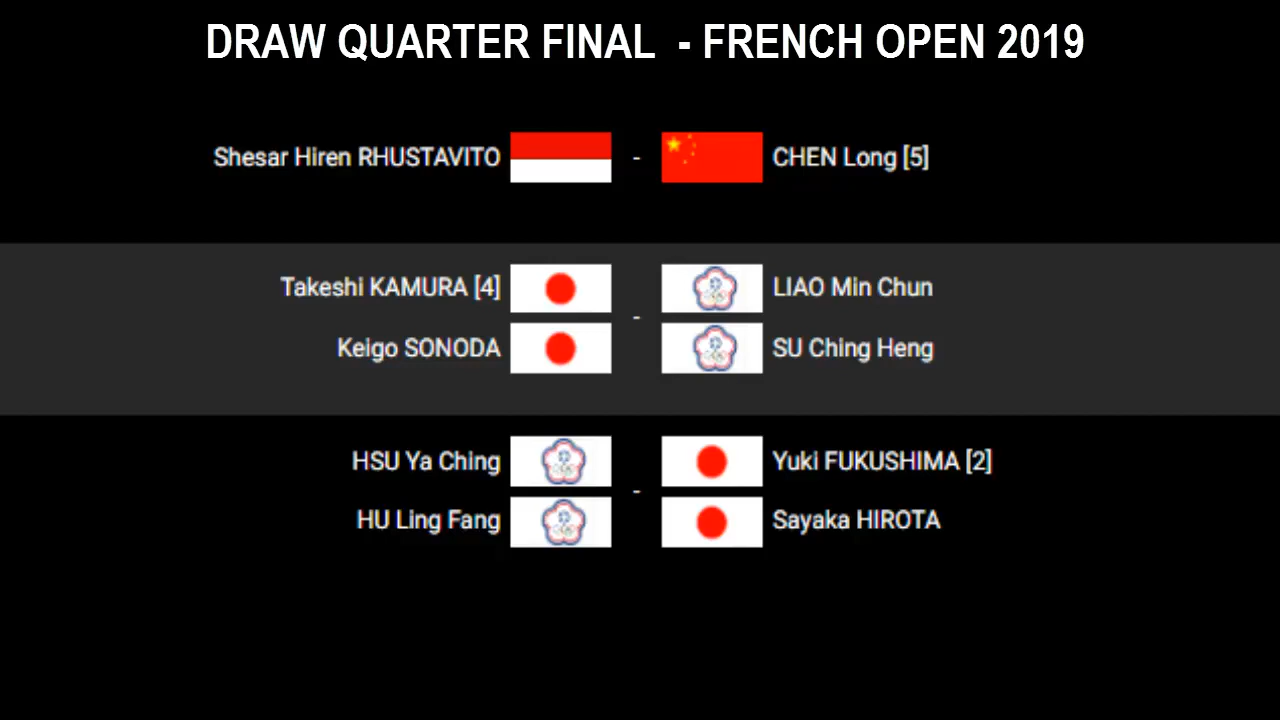 DRAW QUARTER FINAL - FRENCH OPEN 2019
Shesar Hiren RHUSTAVITO - CHEN Long [5]
Takeshi KAMURA [4] LIAO Min Chun
-
Keigo SONODA SU Ching Heng
HSU Ya Ching Yuki FUKUSHIMA [2]
-
HU Ling Fang Sayaka HIROTA